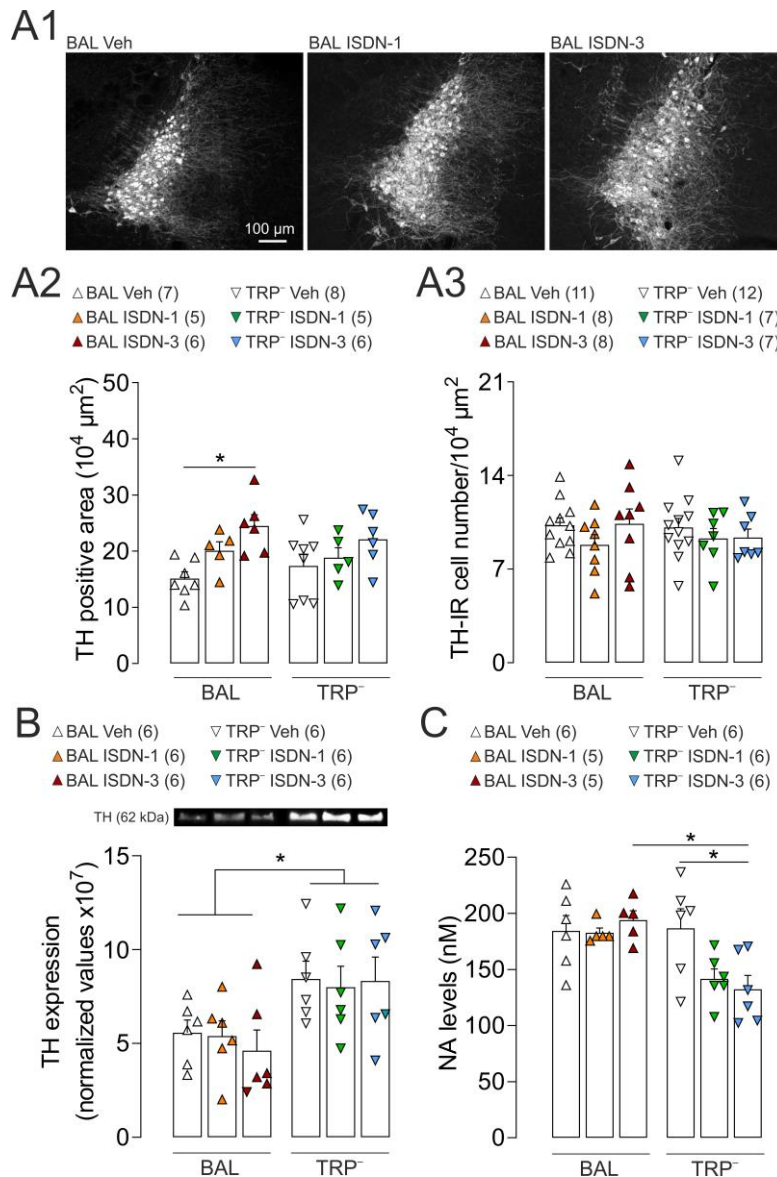 A1
BAL Veh
BAL ISDN-1
BAL ISDN-3
100 µm
A2
△ BAL Veh (7) ▽ TRP⁻ Veh (8)
▲ BAL ISDN-1 (5) ▼ TRP⁻ ISDN-1 (5)
▲ BAL ISDN-3 (6) ▼ TRP⁻ ISDN-3 (6)
TH positive area (10⁴ µm²)
50
40
30
20
10
0
*
BAL
TRP⁻
A3
△ BAL Veh (11) ▽ TRP⁻ Veh (12)
▲ BAL ISDN-1 (8) ▼ TRP⁻ ISDN-1 (7)
▲ BAL ISDN-3 (8) ▼ TRP⁻ ISDN-3 (7)
TH-IR cell number/10⁴ µm²
21
14
7
0
BAL
TRP⁻
B
△ BAL Veh (6) ▽ TRP⁻ Veh (6)
▲ BAL ISDN-1 (6) ▼ TRP⁻ ISDN-1 (6)
▲ BAL ISDN-3 (6) ▼ TRP⁻ ISDN-3 (6)
TH (62 kDa)
TH expression
(normalized values x10⁷)
15
10
5
0
*
BAL
TRP⁻
C
△ BAL Veh (6) ▽ TRP⁻ Veh (6)
▲ BAL ISDN-1 (5) ▼ TRP⁻ ISDN-1 (6)
▲ BAL ISDN-3 (5) ▼ TRP⁻ ISDN-3 (6)
NA levels (nM)
250
200
150
100
50
0
*
*
BAL
TRP⁻